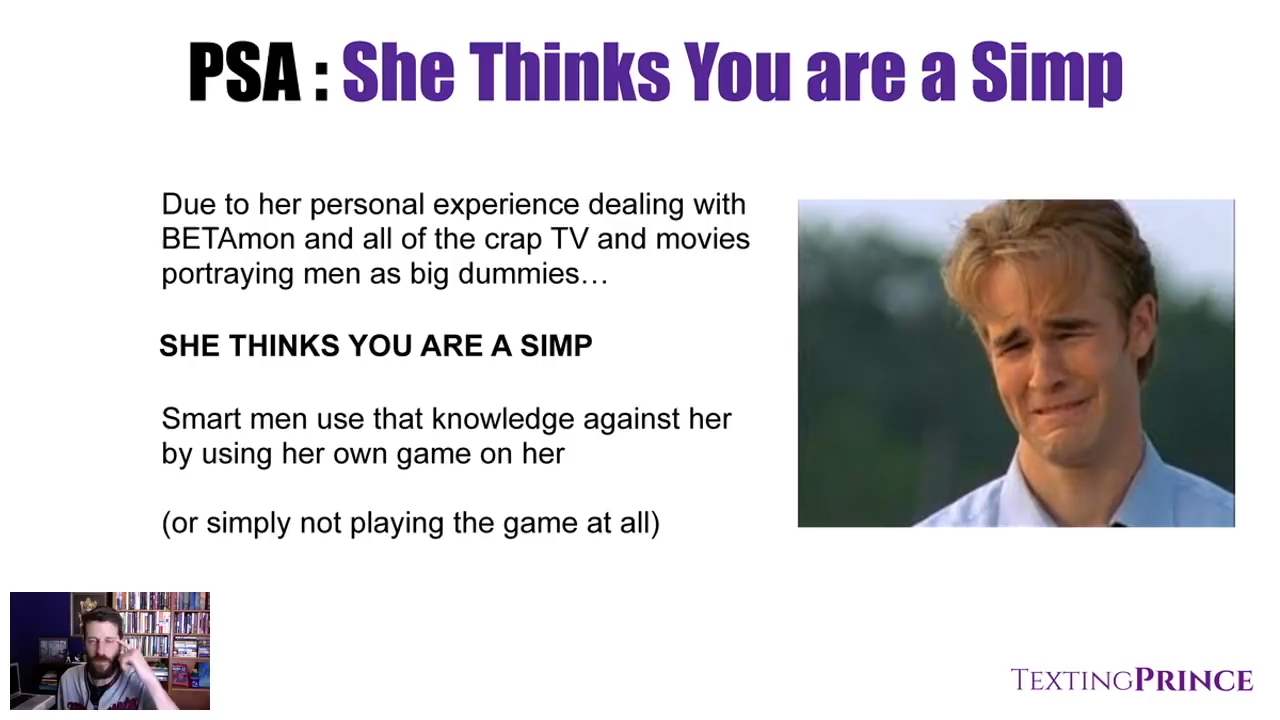 PSA : She Thinks You are a Simp
Due to her personal experience dealing with
BETAmon and all of the crap TV and movies
portraying men as big dummies…
SHE THINKS YOU ARE A SIMP
Smart men use that knowledge against her
by using her own game on her
(or simply not playing the game at all)
TEXTINGPRINCE